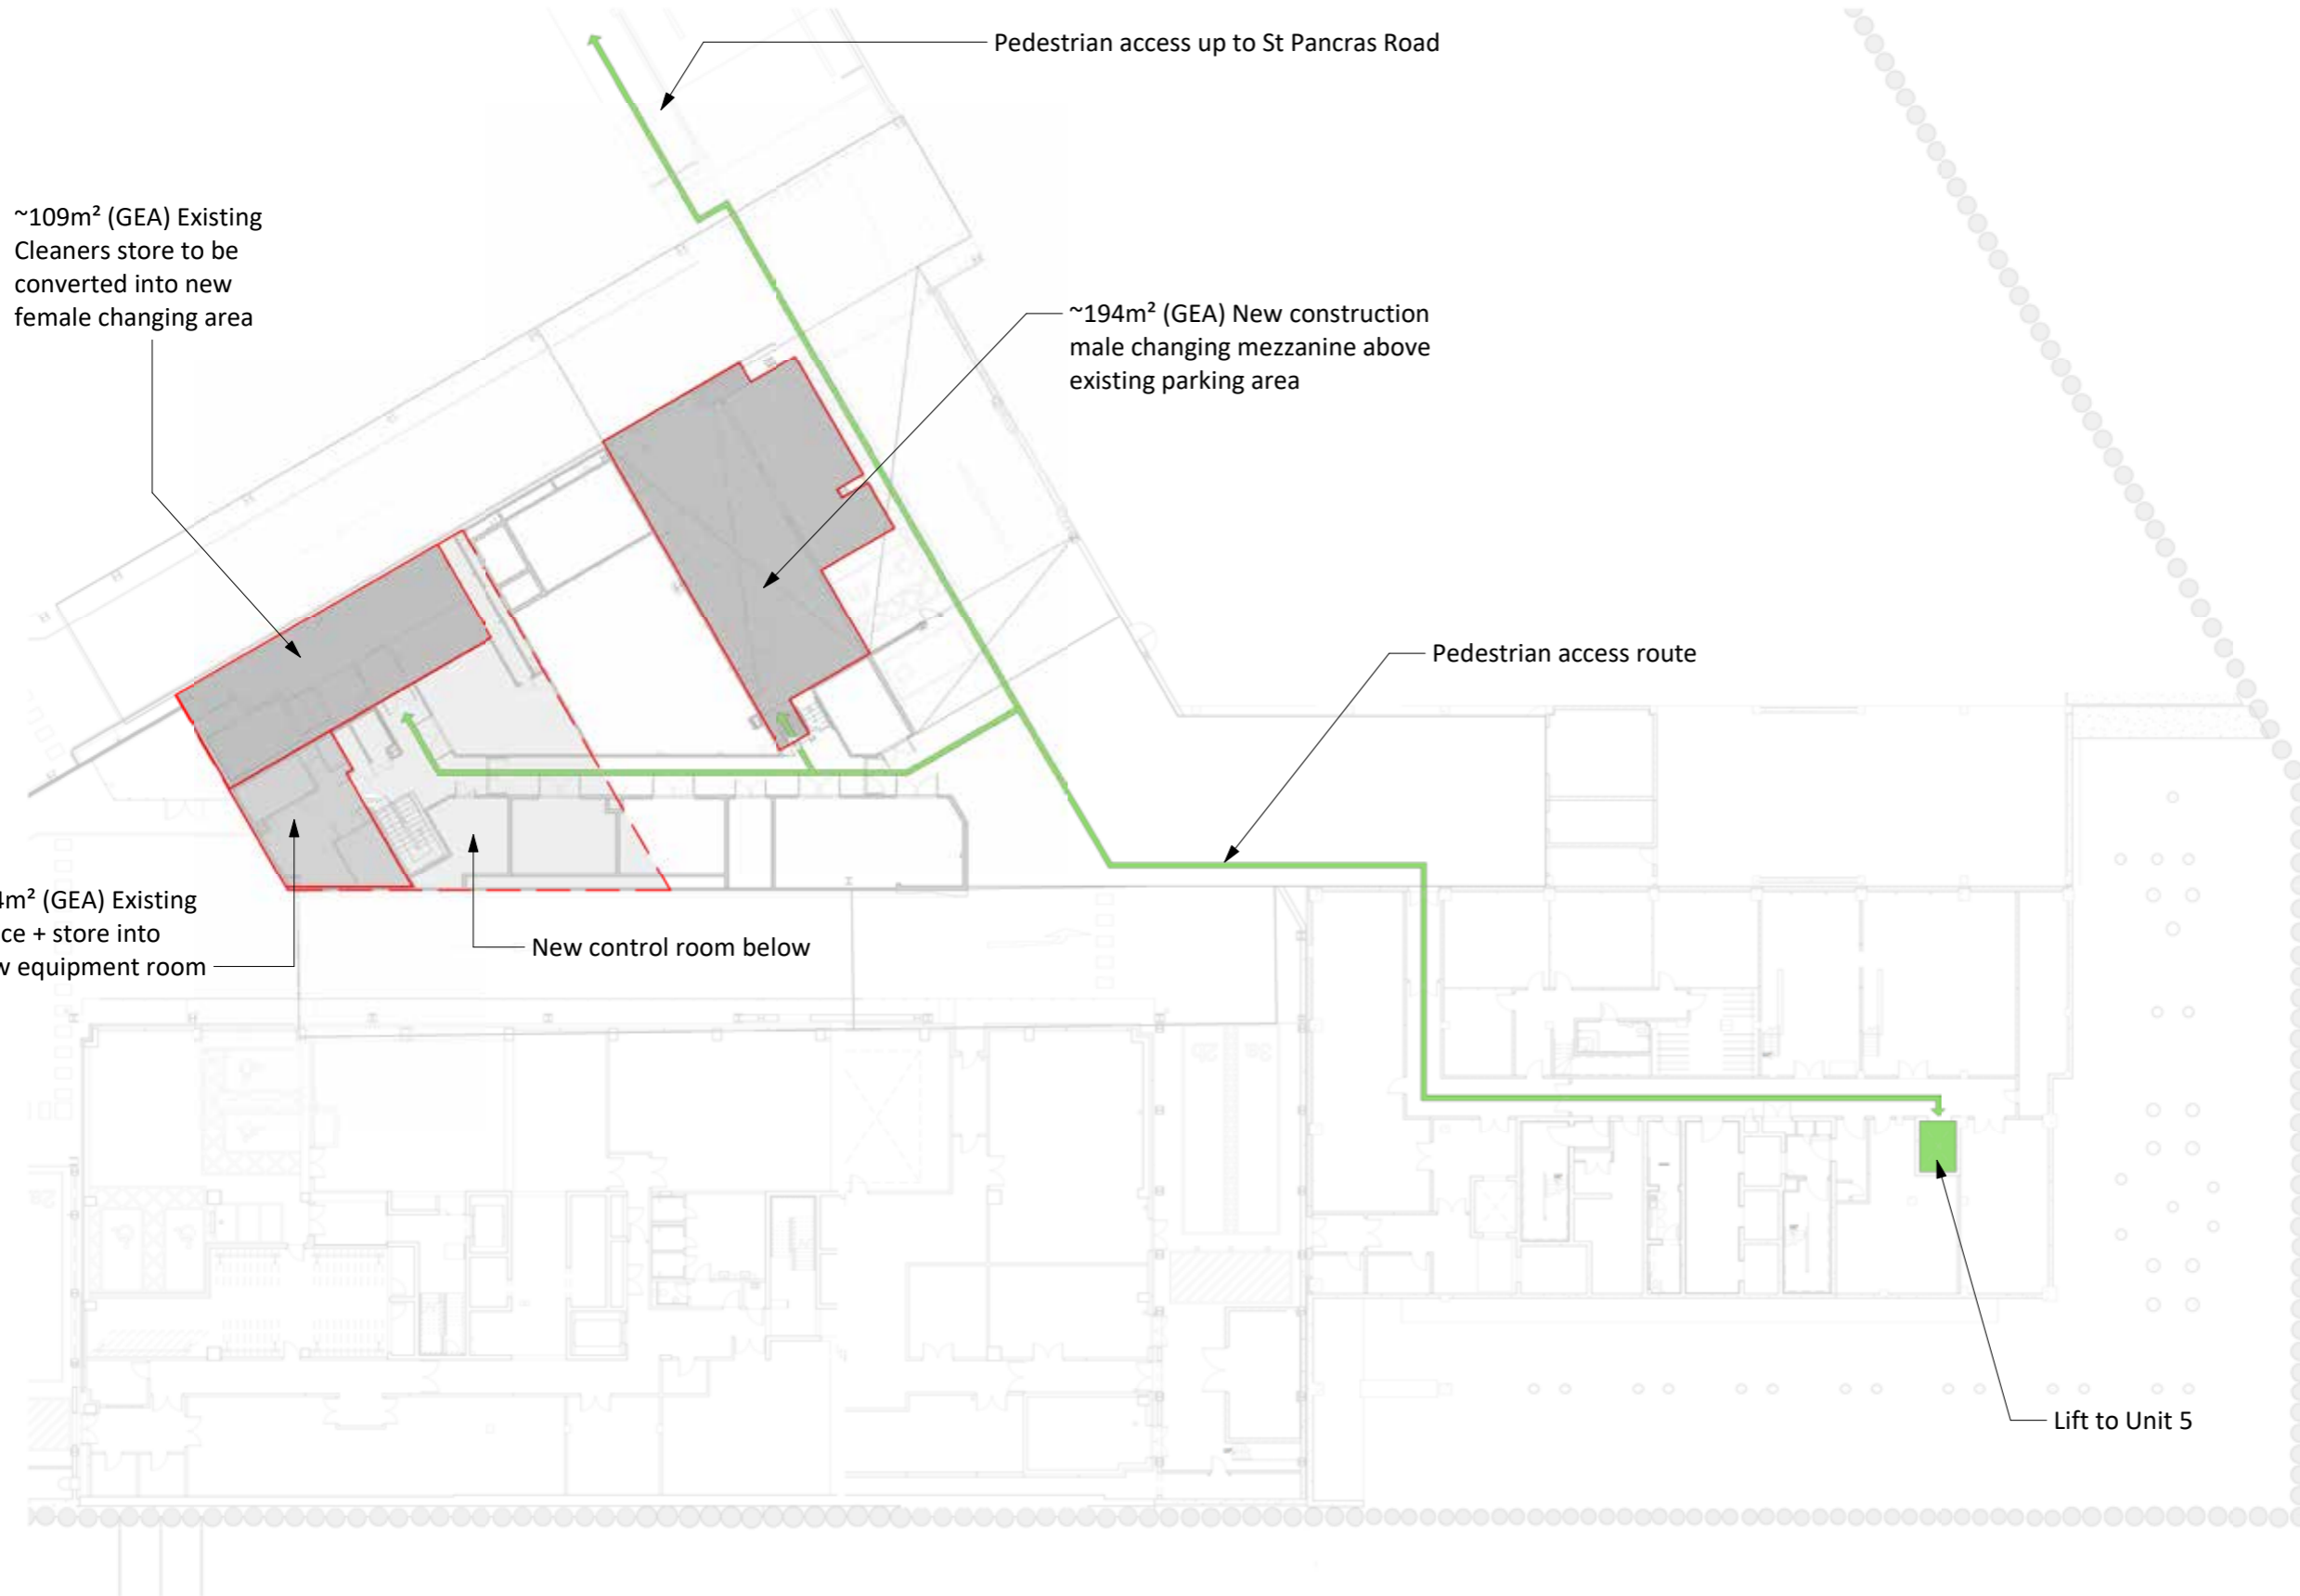 Pedestrian access up to St Pancras Road
~109m² (GEA) Existing
Cleaners store to be
converted into new
female changing area
~194m² (GEA) New construction
male changing mezzanine above
existing parking area
Pedestrian access route
4m² (GEA) Existing
ce + store into
w equipment room
New control room below
Lift to Unit 5